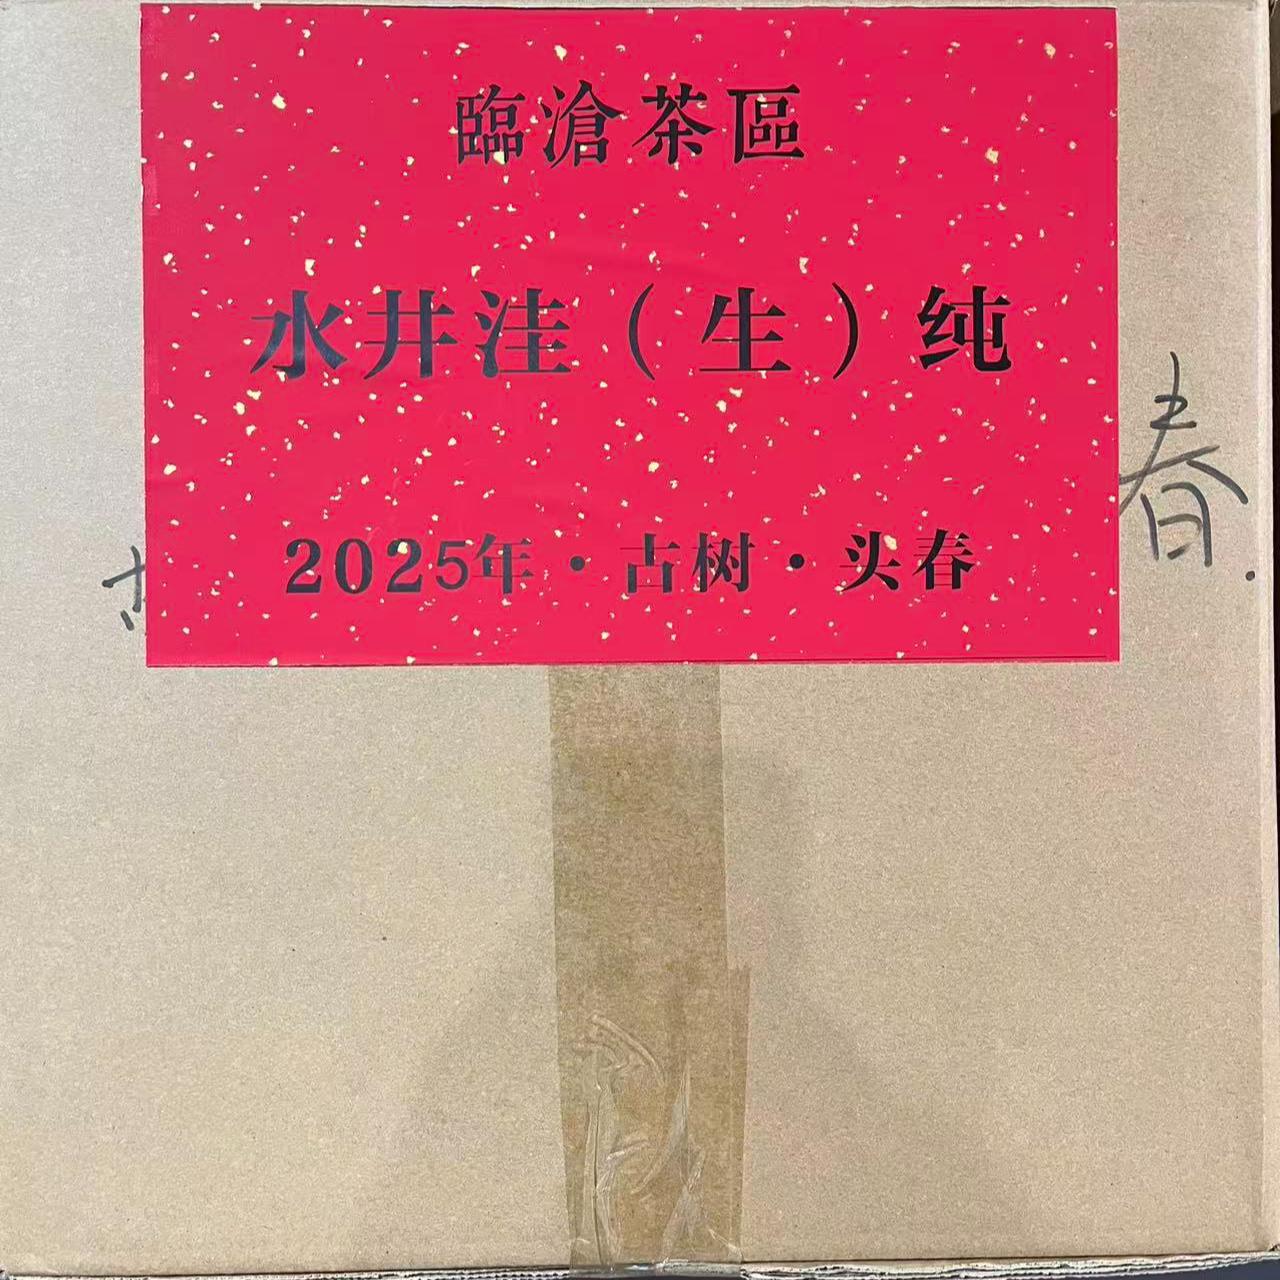 臨滄茶區
水井洼（生）纯
2025年·古树·头春
春.